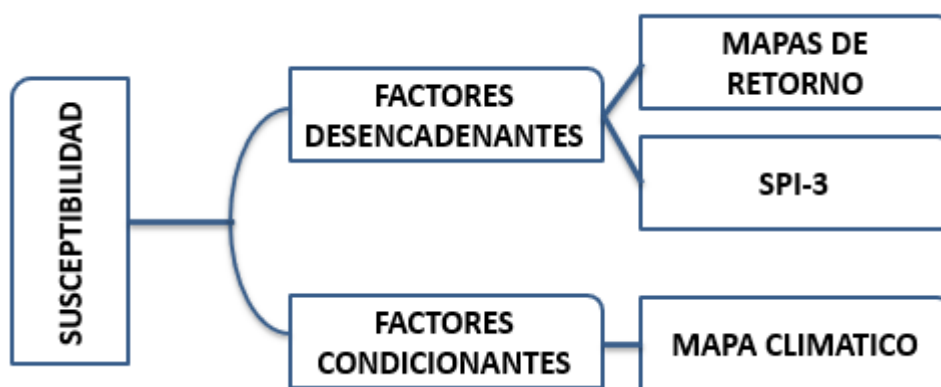 SUSCEPTIBILIDAD
FACTORES
DESENCADENANTES
MAPAS DE
RETORNO
SPI-3
FACTORES
CONDICIONANTES
MAPA CLIMATICO